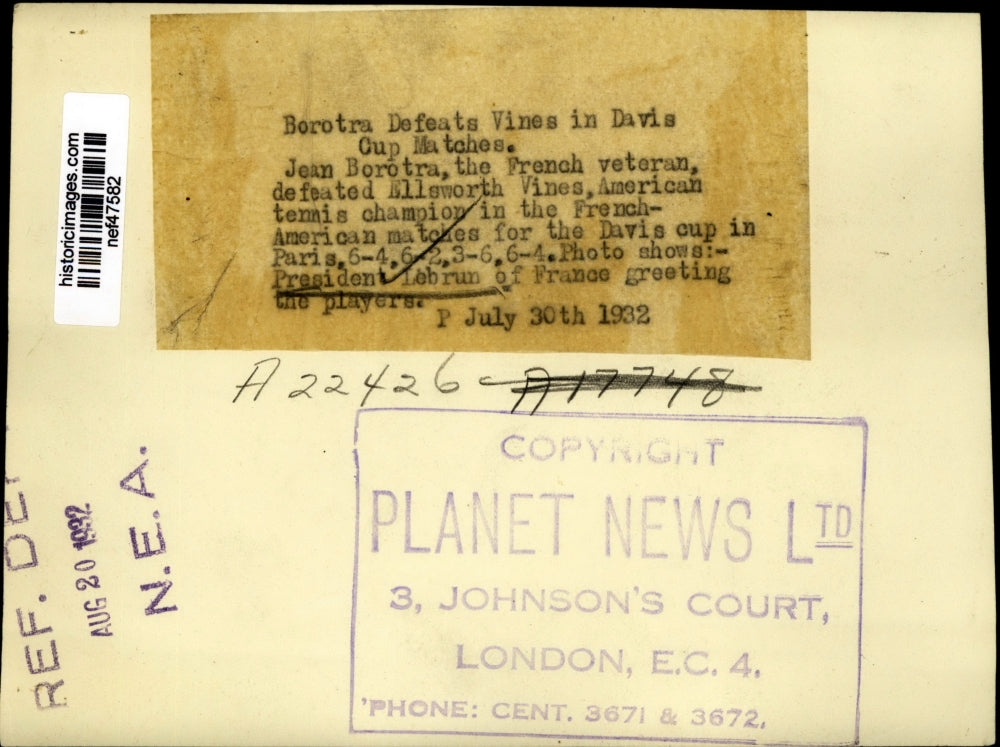 Borotra Defeats Vines in Davis
Cup Matches.
Jean Borotra, the French veteran,
defeated Ellsworth Vines, American
tennis champion in the French-
American matches for the Davis cup in
Paris, 6-4, 6-2, 3-6, 6-4. Photo shows:-
President Lebrun of France greeting
the players.
P July 30th 1932
historicimages.com
nef47582
A22426 A17748
COPYRIGHT
PLANET NEWS LTD
3, JOHNSON'S COURT,
LONDON, E.C. 4.
'PHONE: CENT. 3671 & 3672.
REF.
AUG 20 1932
N.E.A.